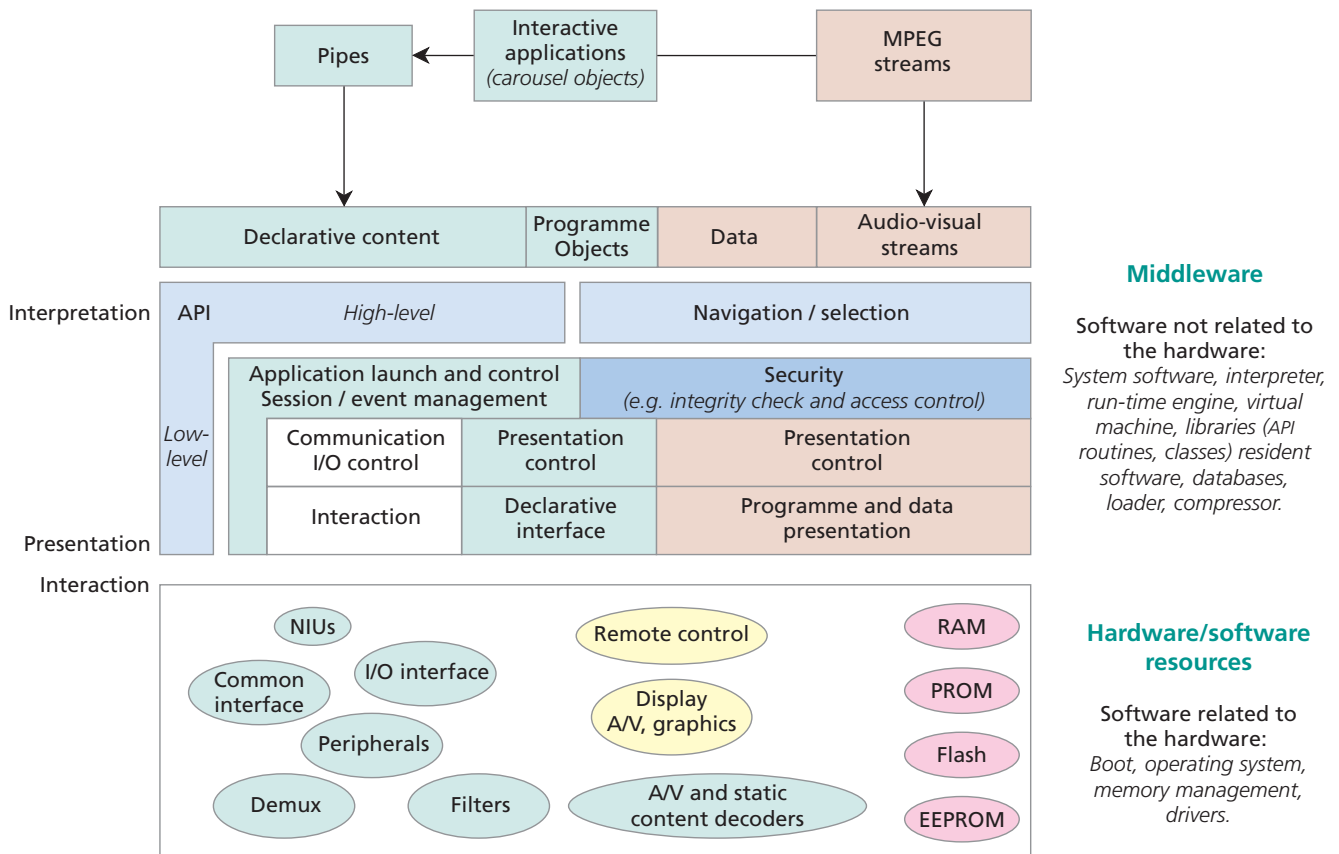 Pipes
Interactive
applications
(carousel objects)
MPEG
streams
Declarative content
Programme
Objects
Data
Audio-visual
streams
Interpretation
API
High-level
Navigation / selection
Low-
level
Application launch and control
Session / event management
Security
(e.g. integrity check and access control)
Communication
I/O control
Presentation
control
Presentation
control
Interaction
Declarative
interface
Programme and data
presentation
Presentation
Interaction
Middleware
Software not related to
the hardware:
System software, interpreter,
run-time engine, virtual
machine, libraries (API
routines, classes) resident
software, databases,
loader, compressor.
NIUs
Common
interface
I/O interface
Peripherals
Demux
Filters
Remote control
Display
A/V, graphics
A/V and static
content decoders
RAM
PROM
Flash
EEPROM
Hardware/software
resources
Software related to
the hardware:
Boot, operating system,
memory management,
drivers.